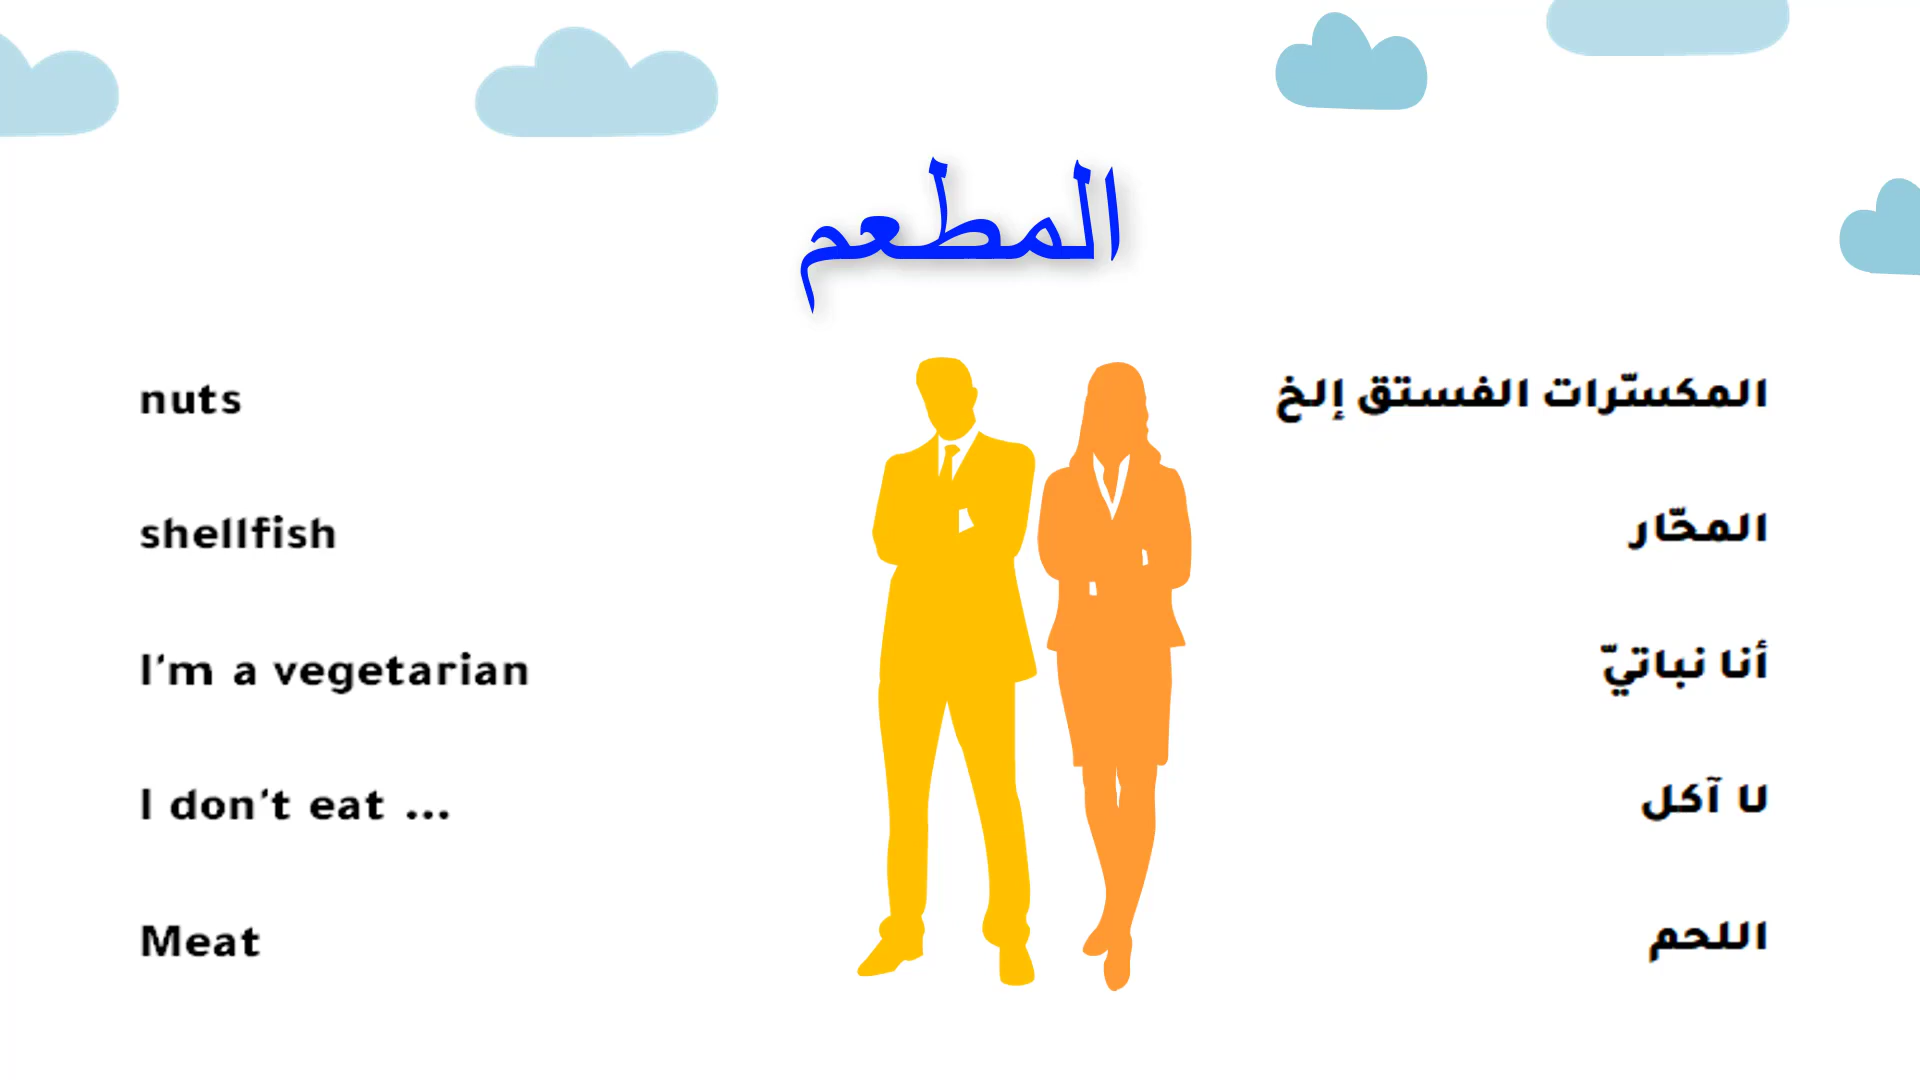 المطعم
nuts
المكسّرات الفستق إلخ
shellfish
المحّار
I'm a vegetarian
أنا نباتيّ
I don't eat ...
لا آكل
Meat
اللحم